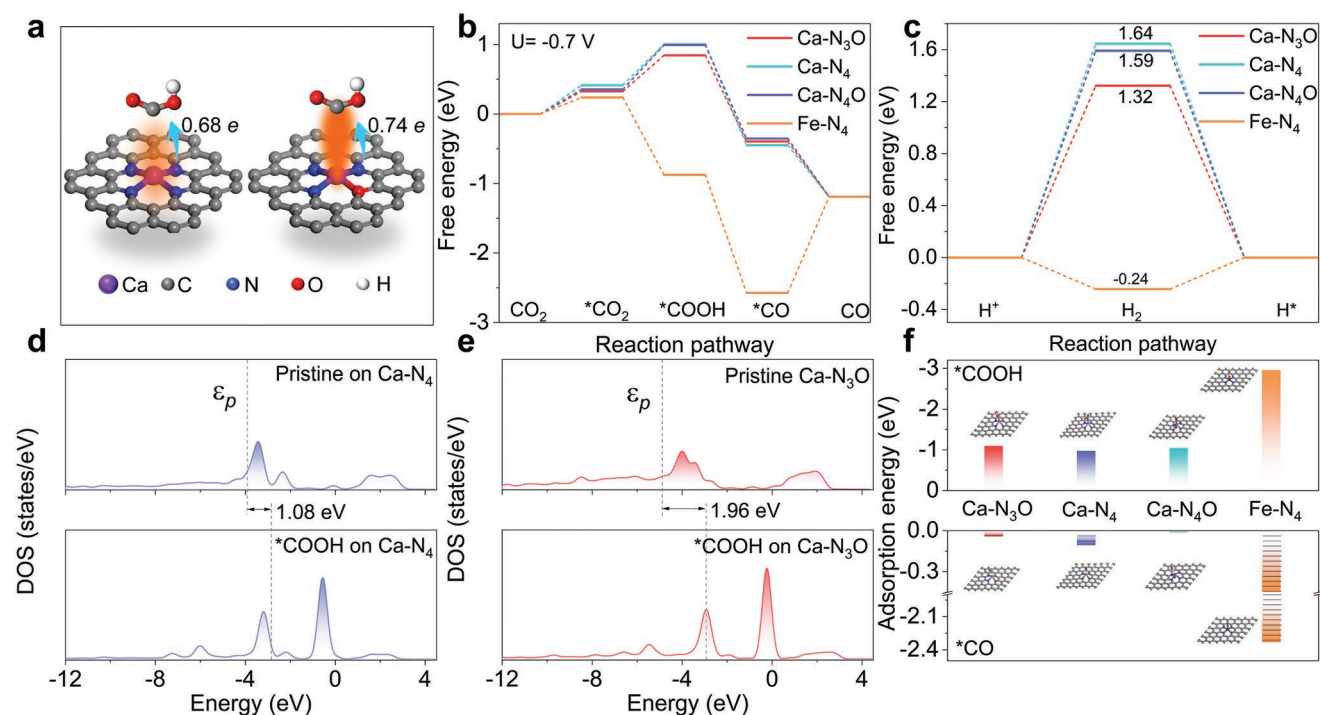 a
0.68 e
0.74 e
Ca
C
N
O
H
b
U= -0.7 V
Ca-N3O
Ca-N4
Ca-N4O
Fe-N4
Free energy (eV)
1
0
-1
-2
-3
CO2
*CO2
*COOH
*CO
CO
Reaction pathway
c
1.64
1.59
1.32
-0.24
Ca-N3O
Ca-N4
Ca-N4O
Fe-N4
Free energy (eV)
1.6
1.2
0.8
0.4
0.0
-0.4
H+
H2
H*
Reaction pathway
d
Pristine on Ca-N4
εp
1.08 eV
*COOH on Ca-N4
DOS (states/eV)
-12
-8
-4
0
4
Energy (eV)
e
Pristine Ca-N3O
εp
1.96 eV
*COOH on Ca-N3O
DOS (states/eV)
-12
-8
-4
0
4
Energy (eV)
f
*COOH
-3
-2
-1
0
Ca-N3O
Ca-N4
Ca-N4O
Fe-N4
0.0
-0.3
-2.1
-2.4
*CO
Adsorption energy (eV)